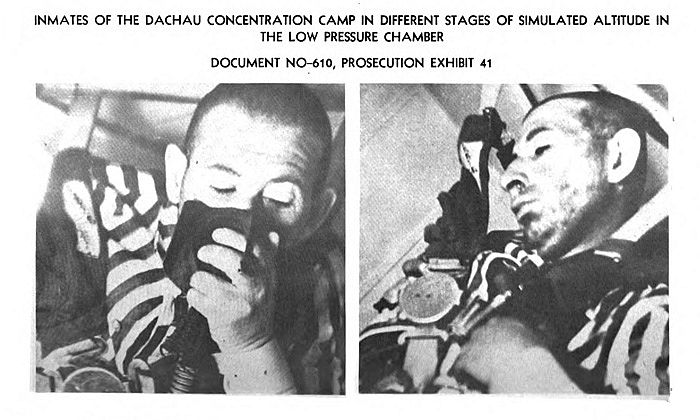 INMATES OF THE DACHAU CONCENTRATION CAMP IN DIFFERENT STAGES OF SIMULATED ALTITUDE IN
THE LOW PRESSURE CHAMBER
DOCUMENT NO–610, PROSECUTION EXHIBIT 41